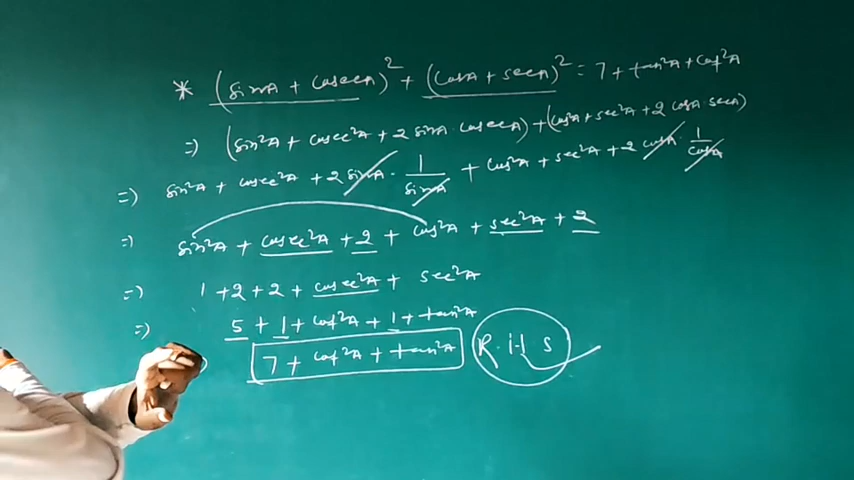 * (sinA + cosecA)² + (cosA + secA)² = 7 + tan²A + cot²A
=) (sin²A + cosec²A + 2 sinA · cosecA) + (cos²A + sec²A + 2 cosA · secA)
=) sin²A + cosec²A + 2 sinA · 1/sinA + cos²A + sec²A + 2 cosA · 1/cosA
=) sin²A + cosec²A + 2 + cos²A + sec²A + 2
=) 1 + 2 + 2 + cosec²A + sec²A
=) 5 + 1 + cot²A + 1 + tan²A
7 + cot²A + tan²A R.H.S